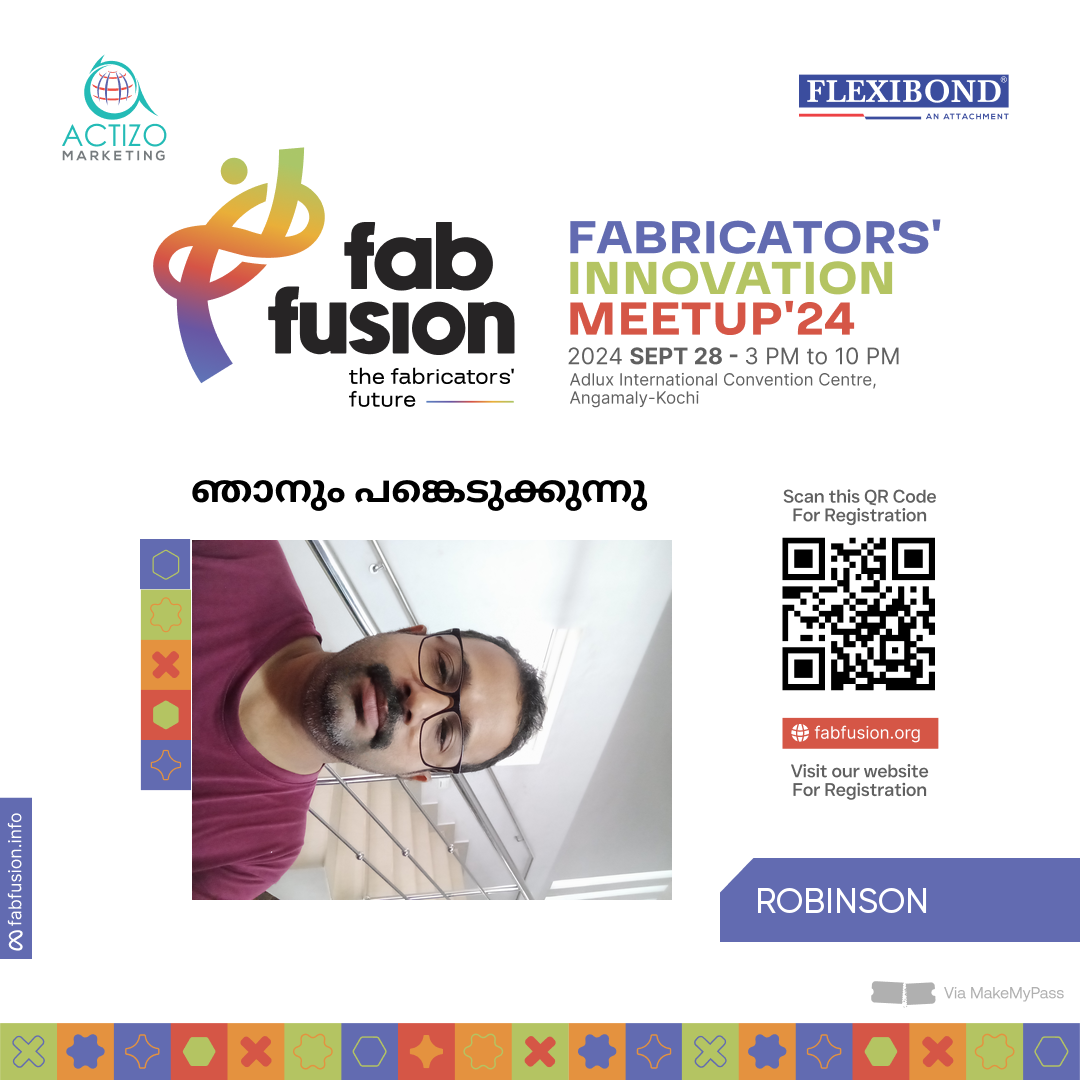 ACTIZO
MARKETING
FLEXIBOND®
AN ATTACHMENT
fab
fusion
the fabricators'
future
FABRICATORS'
INNOVATION
MEETUP'24
2024 SEPT 28 - 3 PM to 10 PM
Adlux International Convention Centre,
Angamaly-Kochi
ഞാനും പങ്കെടുക്കുന്നു
Scan this QR Code
For Registration
fabfusion.org
Visit our website
For Registration
fabfusion.info
ROBINSON
Via MakeMyPass